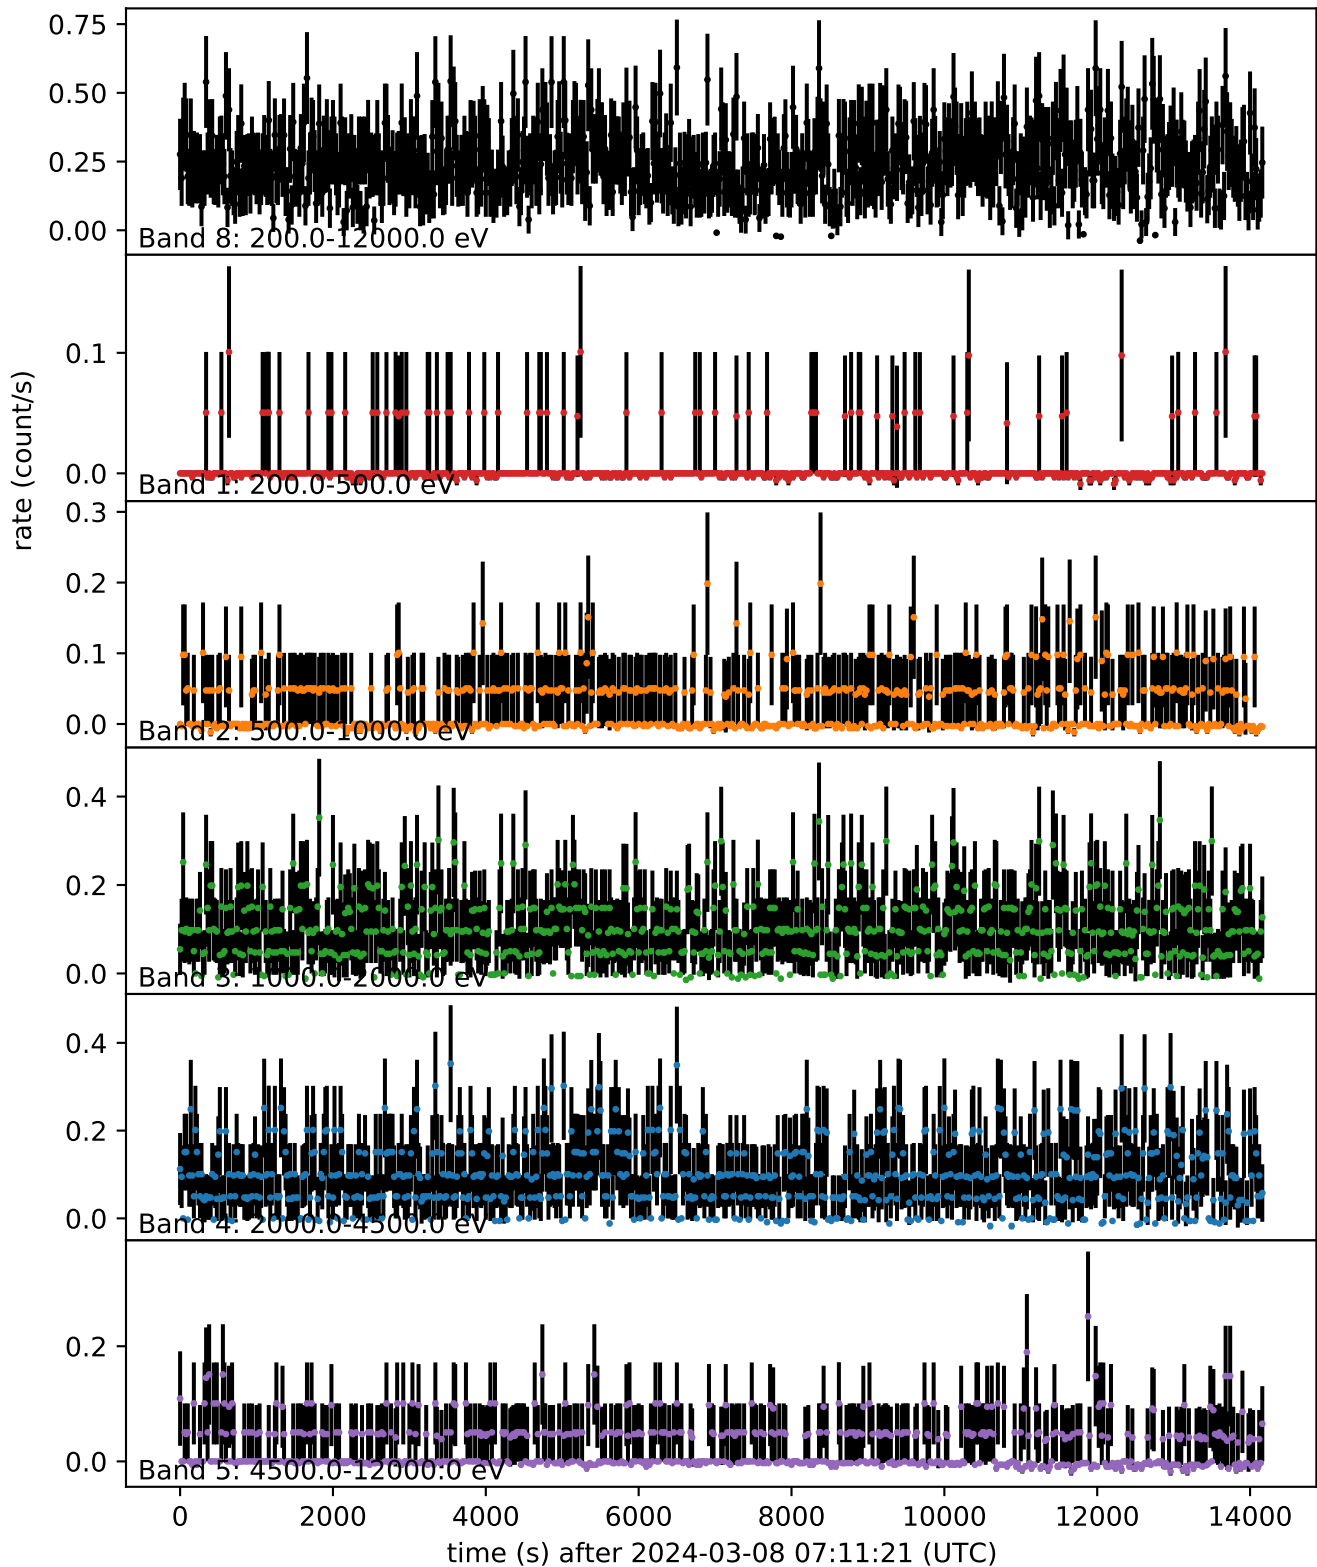 0.75
0.50
0.25
0.00
Band 8: 200.0-12000.0 eV
0.1
0.0
Band 1: 200.0-500.0 eV
rate (count/s)
0.3
0.2
0.1
0.0
Band 2: 500.0-1000.0 eV
0.4
0.2
0.0
Band 3: 1000.0-2000.0 eV
0.4
0.2
0.0
Band 4: 2000.0-4500.0 eV
0.2
0.0
Band 5: 4500.0-12000.0 eV
0 2000 4000 6000 8000 10000 12000 14000
time (s) after 2024-03-08 07:11:21 (UTC)